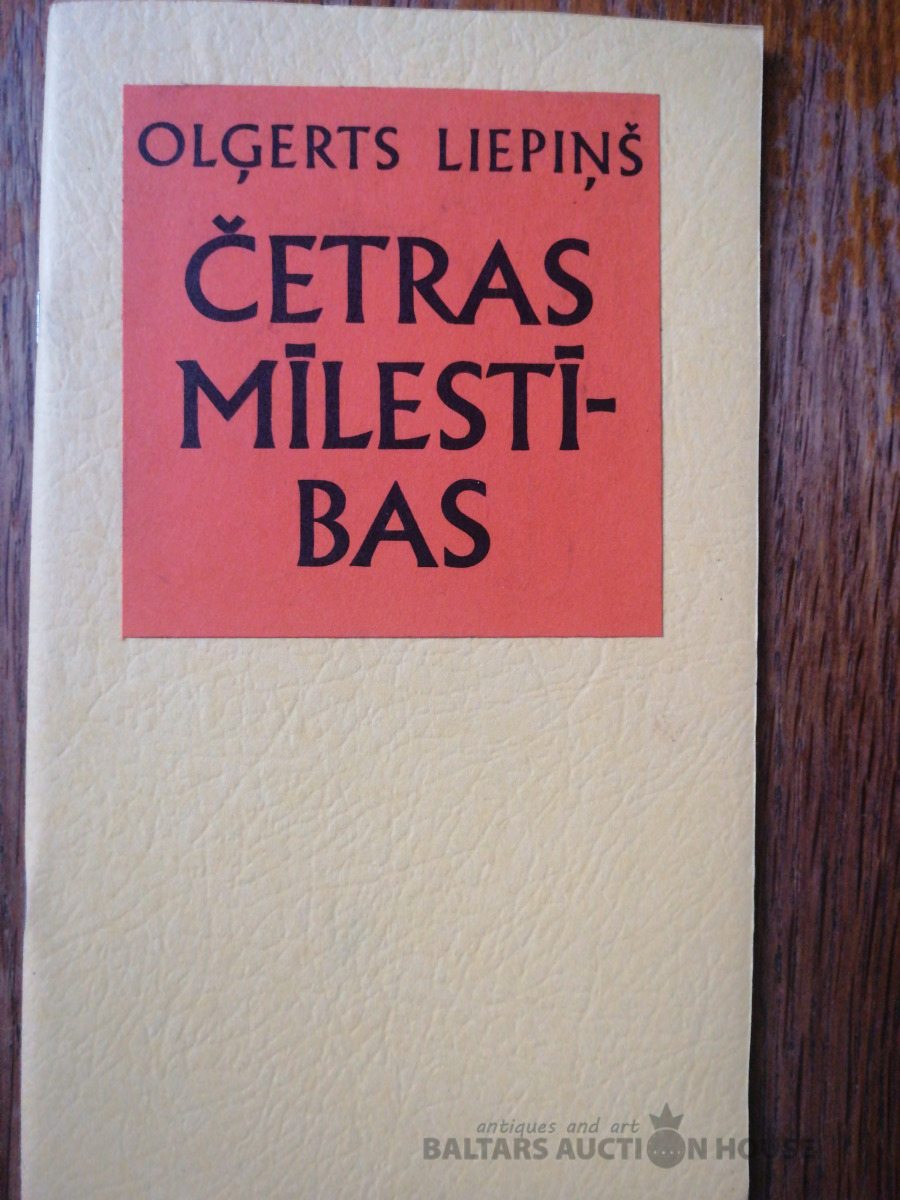 OLĢERTS LIEPIŅŠ
ČETRAS
MĪLESTĪ-
BAS
antiques and art
BALTARS AUCTION HOUSE